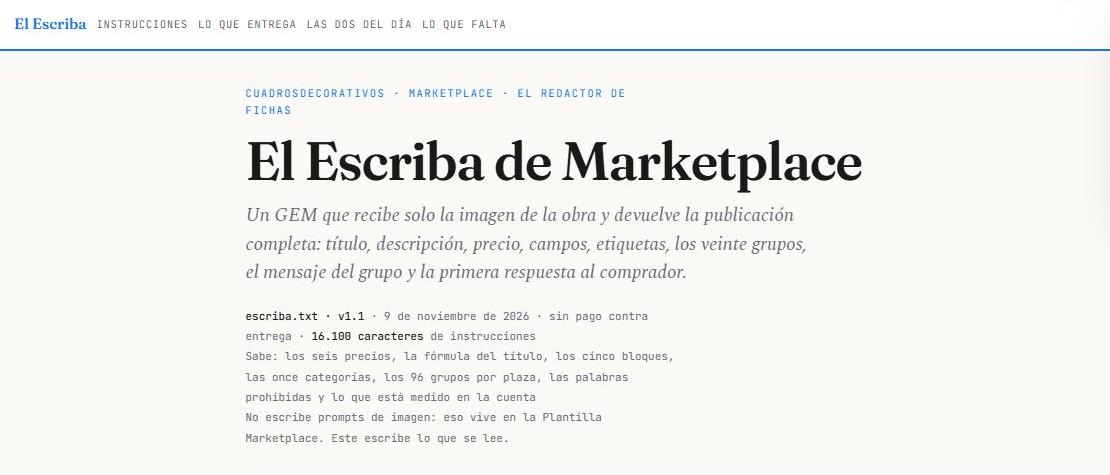 El Escriba INSTRUCCIONES LO QUE ENTREGA LAS DOS DEL DÍA LO QUE FALTA
CUADROSDECORATIVOS · MARKETPLACE · EL REDACTOR DE
FICHAS
El Escriba de Marketplace
Un GEM que recibe solo la imagen de la obra y devuelve la publicación
completa: título, descripción, precio, campos, etiquetas, los veinte grupos,
el mensaje del grupo y la primera respuesta al comprador.
escriba.txt · v1.1 · 9 de noviembre de 2026 · sin pago contra
entrega · 16.100 caracteres de instrucciones
Sabe: los seis precios, la fórmula del título, los cinco bloques,
las once categorías, los 96 grupos por plaza, las palabras
prohibidas y lo que está medido en la cuenta
No escribe prompts de imagen: eso vive en la Plantilla
Marketplace. Este escribe lo que se lee.